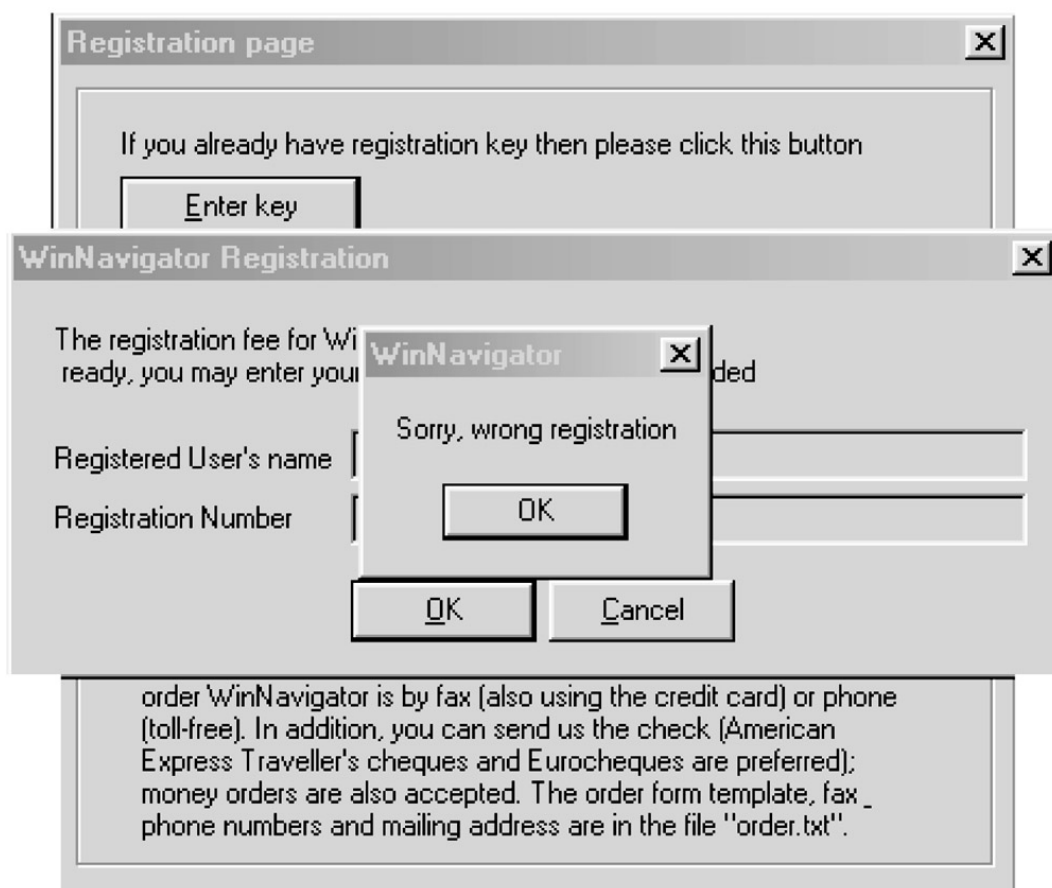 Registration page
If you already have registration key then please click this button
Enter key
WinNavigator Registration
The registration fee for
ready, you may enter your
WinNavigator
Sorry, wrong registration
OK
Registered User's name
Registration Number
OK Cancel
order WinNavigator is by fax (also using the credit card) or phone
(toll-free). In addition, you can send us the check (American
Express Traveller's cheques and Eurocheques are preferred);
money orders are also accepted. The order form template, fax _
phone numbers and mailing address are in the file "order.txt".